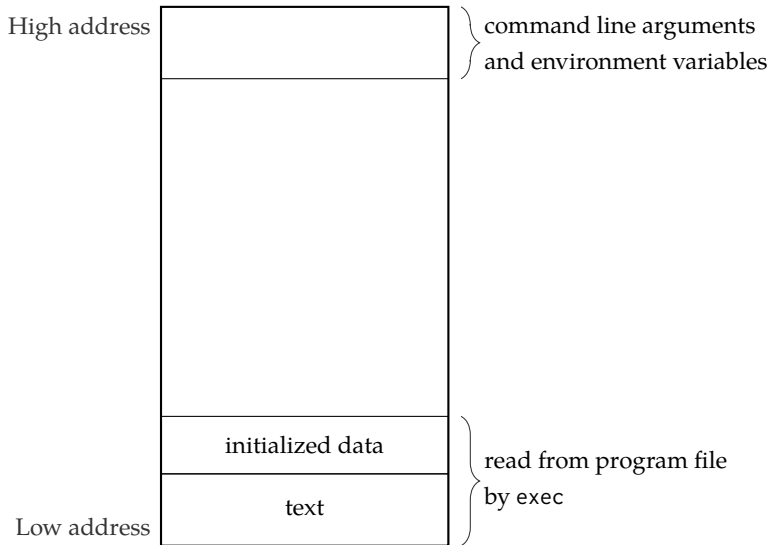 High address
command line arguments
and environment variables
initialized data
read from program file
by exec
text
Low address